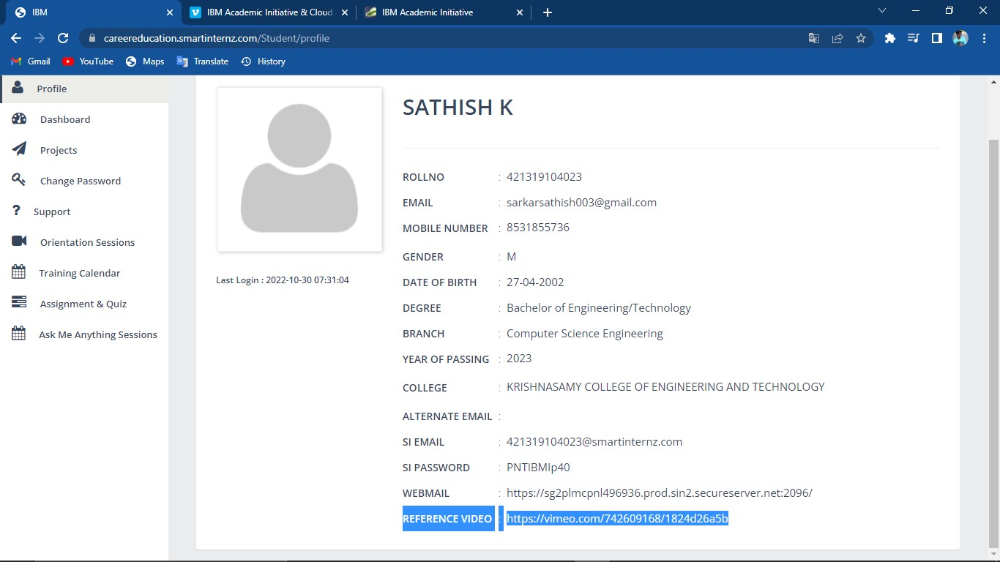 IBM
IBM Academic Initiative & Cloud
IBM Academic Initiative
careereducation.smartinternz.com/Student/profile
Gmail
YouTube
Maps
Translate
History
Profile
Dashboard
Projects
Change Password
Support
Orientation Sessions
Training Calendar
Assignment & Quiz
Ask Me Anything Sessions
Last Login : 2022-10-30 07:31:04
SATHISH K
ROLLNO : 421319104023
EMAIL : sarkarsathish003@gmail.com
MOBILE NUMBER : 8531855736
GENDER : M
DATE OF BIRTH : 27-04-2002
DEGREE : Bachelor of Engineering/Technology
BRANCH : Computer Science Engineering
YEAR OF PASSING : 2023
COLLEGE : KRISHNASAMY COLLEGE OF ENGINEERING AND TECHNOLOGY
ALTERNATE EMAIL :
SI EMAIL : 421319104023@smartinternz.com
SI PASSWORD : PNTIBMIp40
WEBMAIL : https://sg2plmcpnl496936.prod.sin2.secureserver.net:2096/
REFERENCE VIDEO : https://vimeo.com/742609168/1824d26a5b